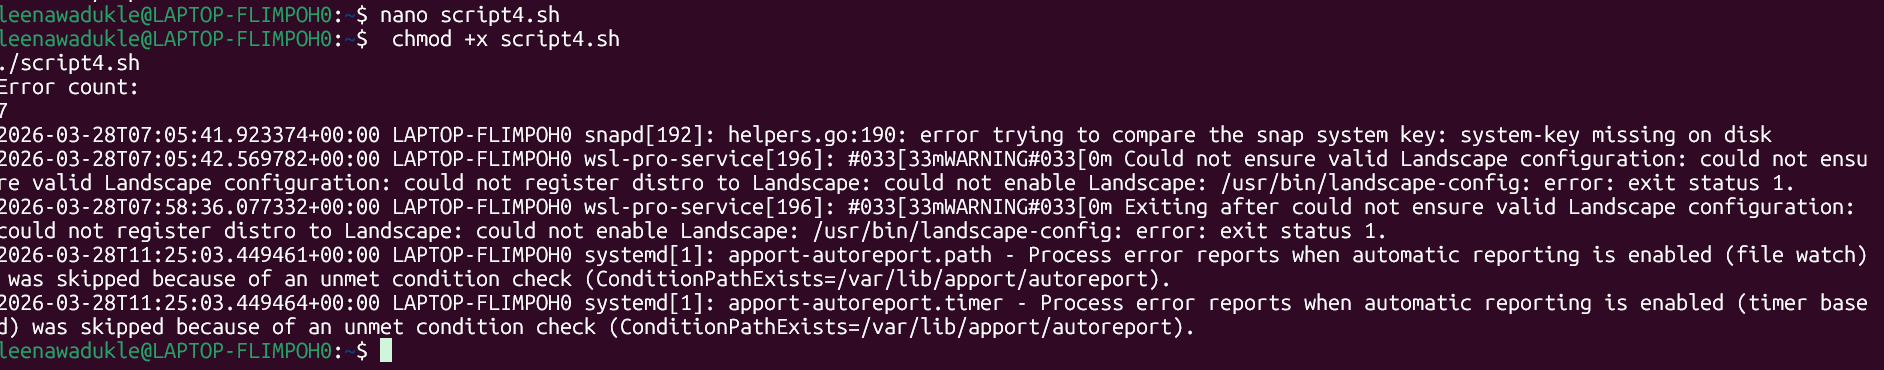 leenawadukle@LAPTOP-FLIMPOH0:~$ nano script4.sh
leenawadukle@LAPTOP-FLIMPOH0:~$  chmod +x script4.sh
./script4.sh
Error count:
7
2026-03-28T07:05:41.923374+00:00 LAPTOP-FLIMPOH0 snapd[192]: helpers.go:190: error trying to compare the snap system key: system-key missing on disk
2026-03-28T07:05:42.569782+00:00 LAPTOP-FLIMPOH0 wsl-pro-service[196]: #033[33mWARNING#033[0m Could not ensure valid Landscape configuration: could not ensu
re valid Landscape configuration: could not register distro to Landscape: could not enable Landscape: /usr/bin/landscape-config: error: exit status 1.
2026-03-28T07:58:36.077332+00:00 LAPTOP-FLIMPOH0 wsl-pro-service[196]: #033[33mWARNING#033[0m Exiting after could not ensure valid Landscape configuration:
could not register distro to Landscape: could not enable Landscape: /usr/bin/landscape-config: error: exit status 1.
2026-03-28T11:25:03.449461+00:00 LAPTOP-FLIMPOH0 systemd[1]: apport-autoreport.path - Process error reports when automatic reporting is enabled (file watch)
 was skipped because of an unmet condition check (ConditionPathExists=/var/lib/apport/autoreport).
2026-03-28T11:25:03.449464+00:00 LAPTOP-FLIMPOH0 systemd[1]: apport-autoreport.timer - Process error reports when automatic reporting is enabled (timer base
d) was skipped because of an unmet condition check (ConditionPathExists=/var/lib/apport/autoreport).
leenawadukle@LAPTOP-FLIMPOH0:~$